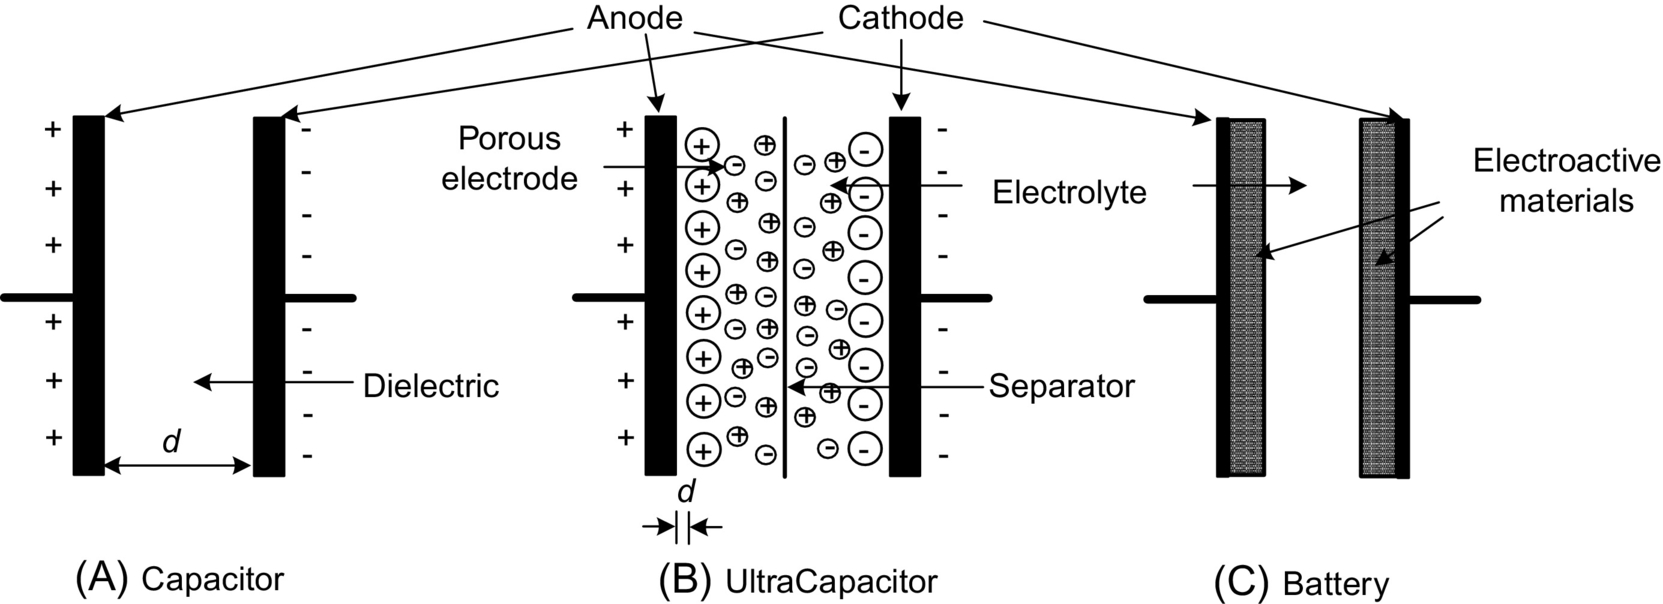 Anode
Cathode
Porous
electrode
Electrolyte
Electroactive
materials
Dielectric
Separator
d
d
(A) Capacitor
(B) UltraCapacitor
(C) Battery